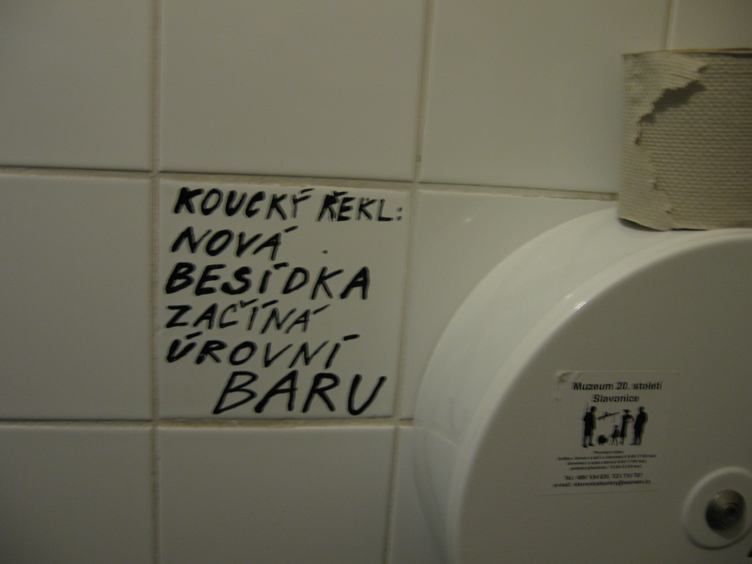 KOUCKÝ ŘEKL:
NOVÁ
BESÍDKA
ZAČÍNÁ
ÚROVNÍ
BARU
Muzeum 20. století
Slavonice